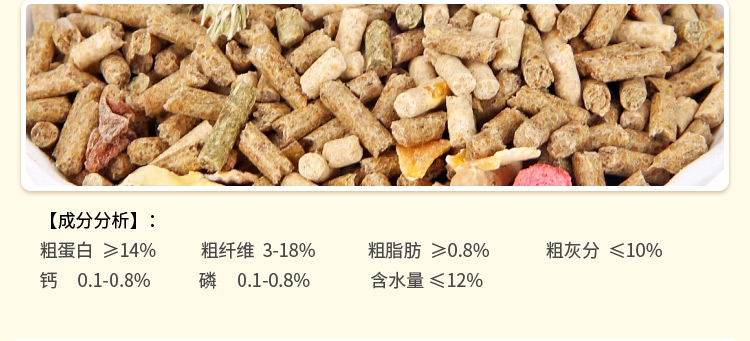 【成分分析】：
粗蛋白 ≥14% 粗纤维 3-18% 粗脂肪 ≥0.8% 粗灰分 ≤10%
钙 0.1-0.8% 磷 0.1-0.8% 含水量 ≤12%